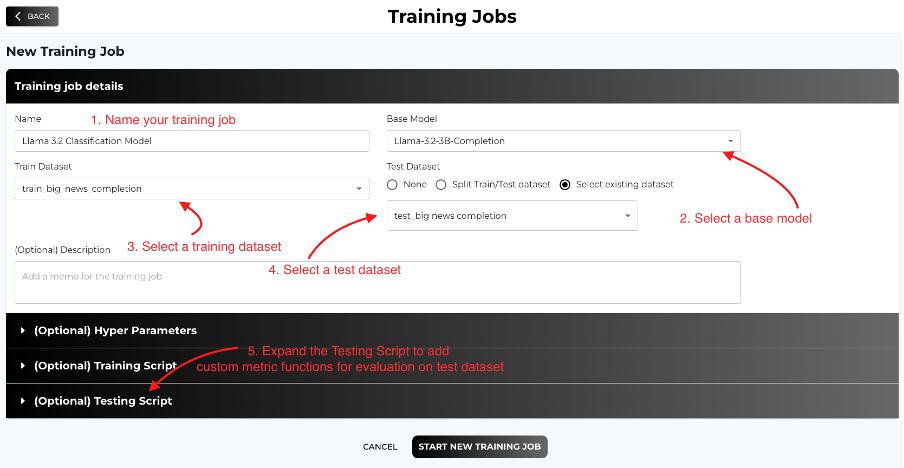 BACK
Training Jobs
New Training Job
Training job details
Name
1. Name your training job
Base Model
Llama 3.2 Classification Model
Llama-3.2-3B-Completion
Train Dataset
Test Dataset
train_big_news_completion
None
Split Train/Test dataset
Select existing dataset
test_big news completion
2. Select a base model
3. Select a training dataset
(Optional) Description
4. Select a test dataset
Add a memo for the training job
(Optional) Hyper Parameters
5. Expand the Testing Script to add
custom metric functions for evaluation on test dataset
(Optional) Training Script
(Optional) Testing Script
CANCEL
START NEW TRAINING JOB